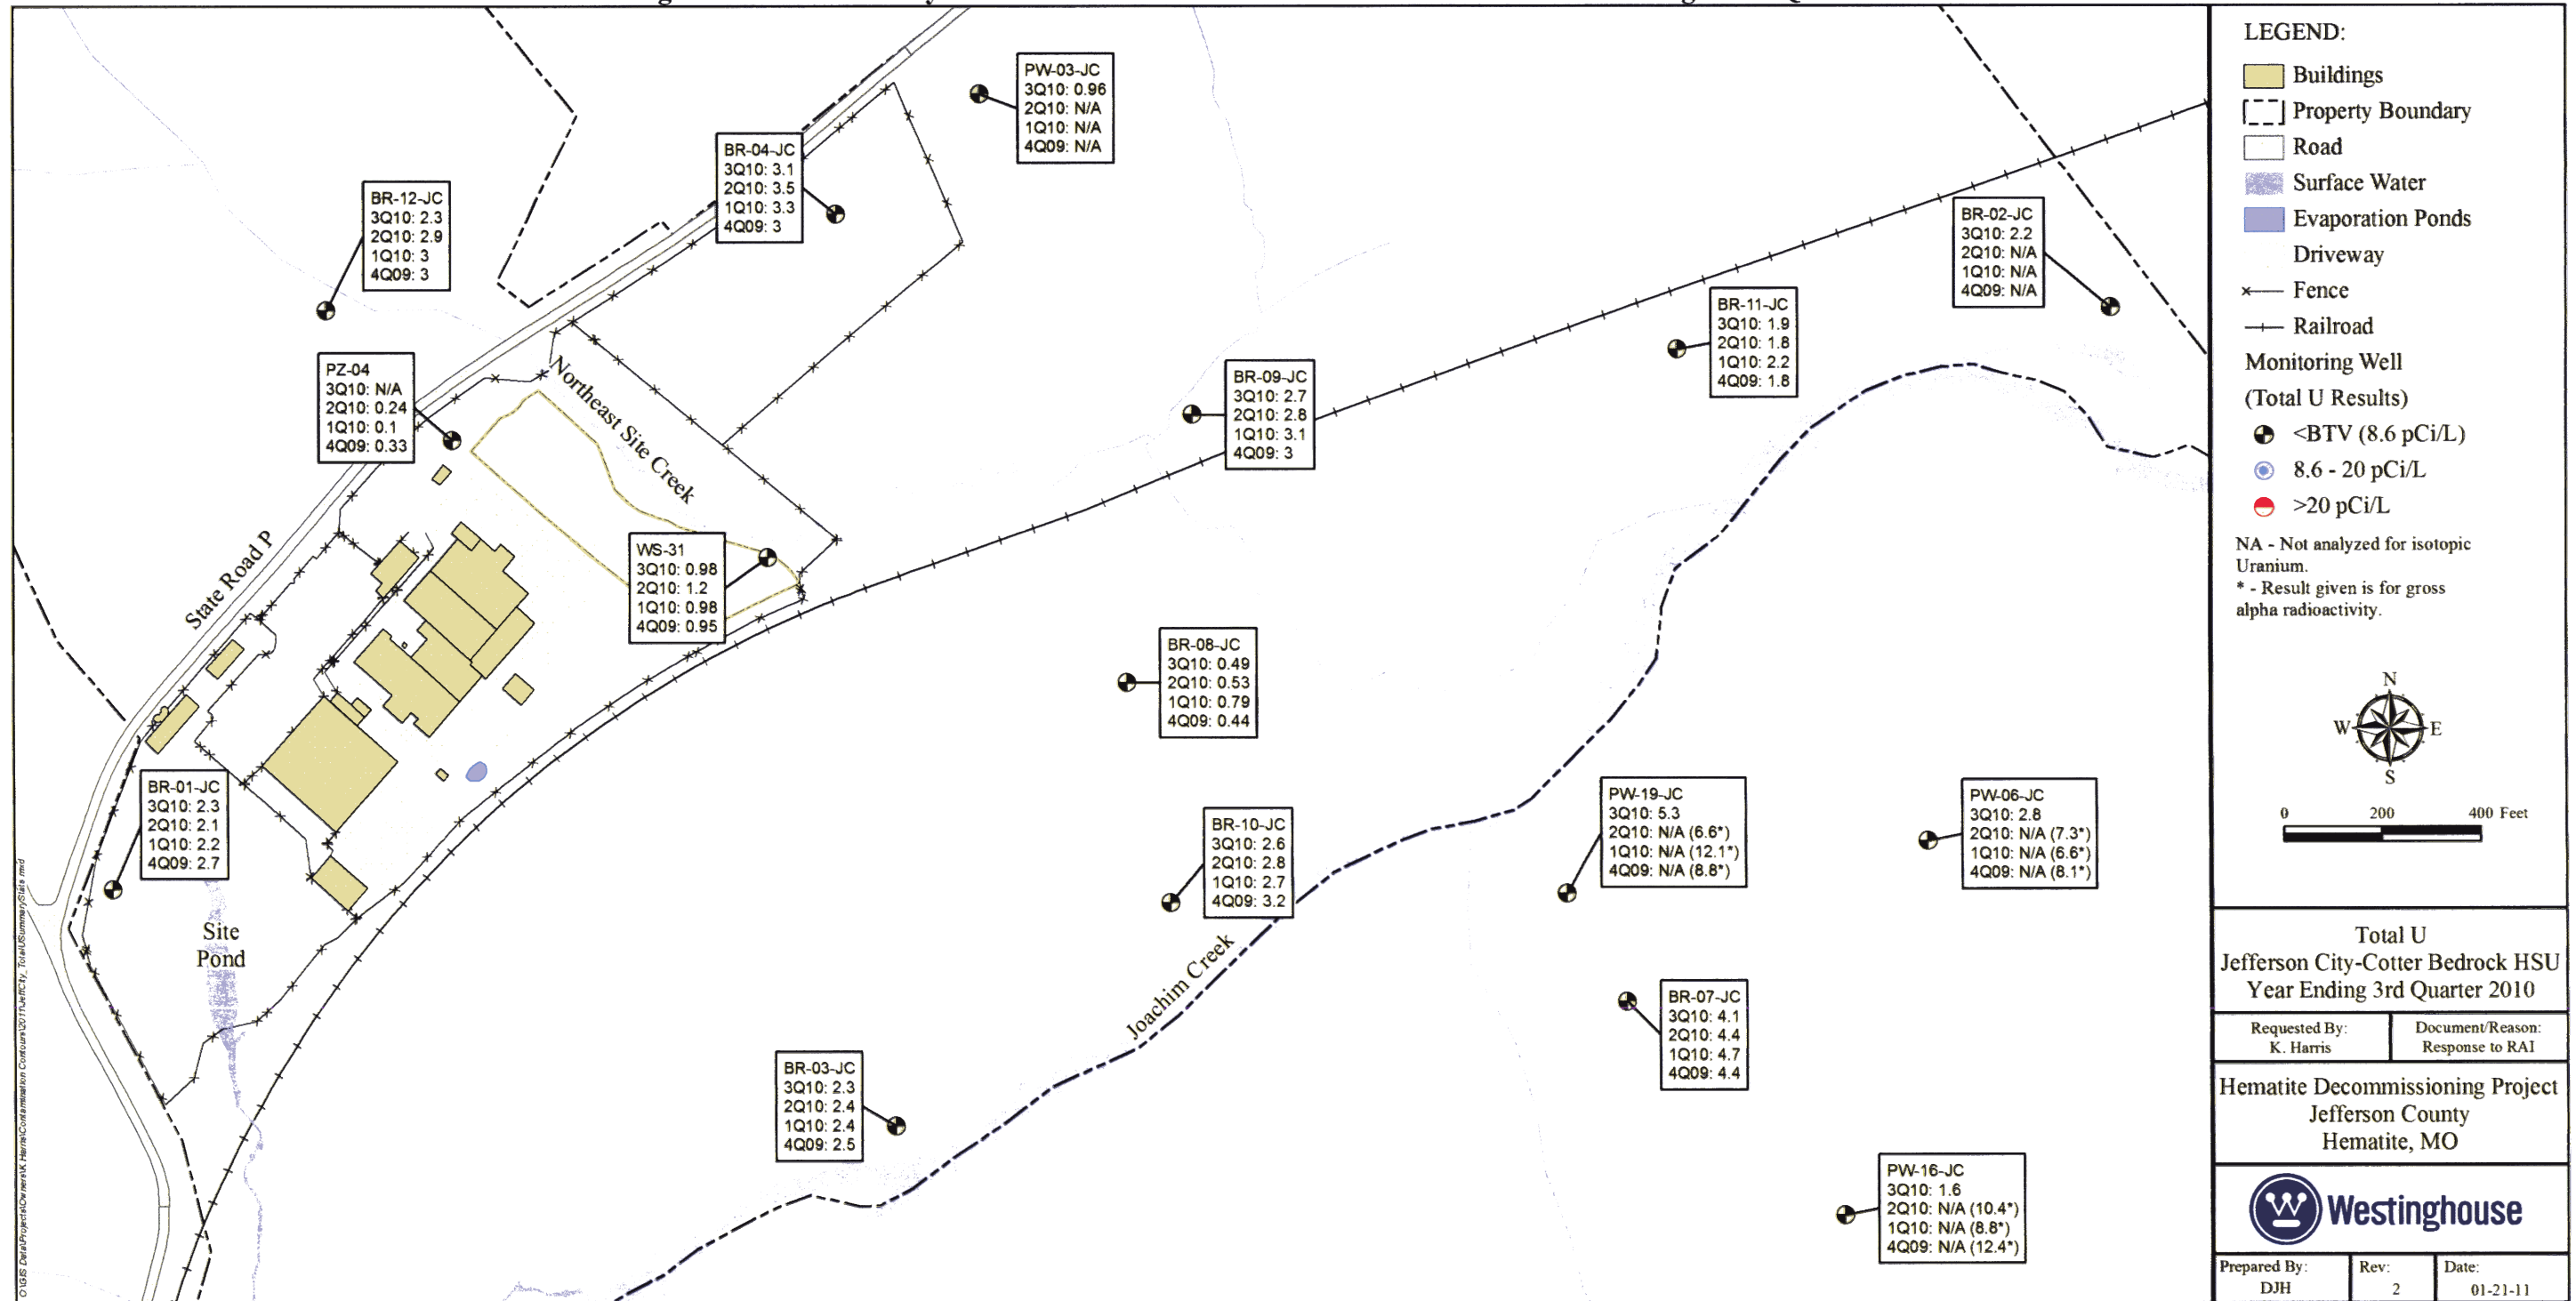 PW-03-JC
3Q10: 0.96
2Q10: N/A
1Q10: N/A
4Q09: N/A
BR-04-JC
3Q10: 3.1
2Q10: 3.5
1Q10: 3.3
4Q09: 3
BR-12-JC
3Q10: 2.3
2Q10: 2.9
1Q10: 3
4Q09: 3
BR-02-JC
3Q10: 2.2
2Q10: N/A
1Q10: N/A
4Q09: N/A
BR-11-JC
3Q10: 1.9
2Q10: 1.8
1Q10: 2.2
4Q09: 1.8
PZ-04
3Q10: N/A
2Q10: 0.24
1Q10: 0.1
4Q09: 0.33
BR-09-JC
3Q10: 2.7
2Q10: 2.8
1Q10: 3.1
4Q09: 3
Northeast Site Creek
State Road P
WS-31
3Q10: 0.98
2Q10: 1.2
1Q10: 0.98
4Q09: 0.95
BR-08-JC
3Q10: 0.49
2Q10: 0.53
1Q10: 0.79
4Q09: 0.44
BR-01-JC
3Q10: 2.3
2Q10: 2.1
1Q10: 2.2
4Q09: 2.7
BR-10-JC
3Q10: 2.6
2Q10: 2.8
1Q10: 2.7
4Q09: 3.2
PW-19-JC
3Q10: 5.3
2Q10: N/A (6.6*)
1Q10: N/A (12.1*)
4Q09: N/A (8.8*)
PW-06-JC
3Q10: 2.8
2Q10: N/A (7.3*)
1Q10: N/A (6.6*)
4Q09: N/A (8.1*)
Site
Pond
Joachim Creek
BR-07-JC
3Q10: 4.1
2Q10: 4.4
1Q10: 4.7
4Q09: 4.4
BR-03-JC
3Q10: 2.3
2Q10: 2.4
1Q10: 2.4
4Q09: 2.5
PW-16-JC
3Q10: 1.6
2Q10: N/A (10.4*)
1Q10: N/A (8.8*)
4Q09: N/A (12.4*)
LEGEND:
Buildings
Property Boundary
Road
Surface Water
Evaporation Ponds
Driveway
Fence
Railroad
Monitoring Well
(Total U Results)
<BTV (8.6 pCi/L)
8.6 - 20 pCi/L
>20 pCi/L
NA - Not analyzed for isotopic
Uranium.
* - Result given is for gross
alpha radioactivity.
N
W E
S
0 200 400 Feet
Total U
Jefferson City-Cotter Bedrock HSU
Year Ending 3rd Quarter 2010
Requested By:
K. Harris
Document/Reason:
Response to RAI
Hematite Decommissioning Project
Jefferson County
Hematite, MO
Westinghouse
Prepared By:
DJH
Rev:
2
Date:
01-21-11